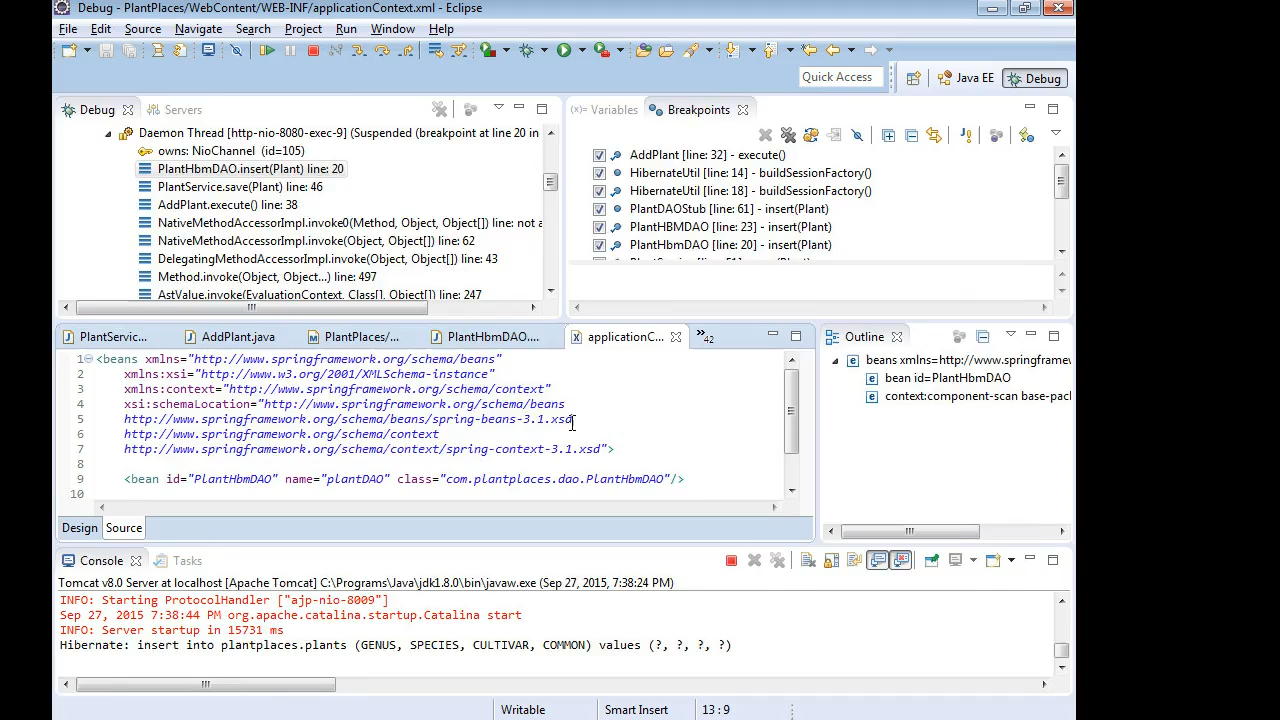 Debug - PlantPlaces/WebContent/WEB-INF/applicationContext.xml - Eclipse
File Edit Source Navigate Search Project Run Window Help
Quick Access
Java EE
Debug
Debug
Servers
Daemon Thread [http-nio-8080-exec-9] (Suspended (breakpoint at line 20 in
owns: NioChannel (id=105)
PlantHbmDAO.insert(Plant) line: 20
PlantService.save(Plant) line: 46
AddPlant.execute() line: 38
NativeMethodAccessorImpl.invoke0(Method, Object, Object[]) line: not a
NativeMethodAccessorImpl.invoke(Object, Object[]) line: 62
DelegatingMethodAccessorImpl.invoke(Object, Object[]) line: 43
Method.invoke(Object, Object...) line: 497
AstValue.invoke(EvaluationContext, Class[], Object[]) line: 247
(x)= Variables
Breakpoints
AddPlant [line: 32] - execute()
HibernateUtil [line: 14] - buildSessionFactory()
HibernateUtil [line: 18] - buildSessionFactory()
PlantDAOStub [line: 61] - insert(Plant)
PlantHBMDAO [line: 23] - insert(Plant)
PlantHbmDAO [line: 20] - insert(Plant)
PlantServic...
AddPlant.java
PlantPlaces/...
PlantHbmDAO....
applicationC...
»42
1 <beans xmlns="http://www.springframework.org/schema/beans"
2 xmlns:xsi="http://www.w3.org/2001/XMLSchema-instance"
3 xmlns:context="http://www.springframework.org/schema/context"
4 xsi:schemaLocation="http://www.springframework.org/schema/beans
5 http://www.springframework.org/schema/beans/spring-beans-3.1.xsd
6 http://www.springframework.org/schema/context
7 http://www.springframework.org/schema/context/spring-context-3.1.xsd">
8
9 <bean id="PlantHbmDAO" name="plantDAO" class="com.plantplaces.dao.PlantHbmDAO"/>
10
Design
Source
Outline
beans xmlns=http://www.springframew
bean id=PlantHbmDAO
context:component-scan base-pacl
Console
Tasks
Tomcat v8.0 Server at localhost [Apache Tomcat] C:\Programs\Java\jdk1.8.0\bin\javaw.exe (Sep 27, 2015, 7:38:24 PM)
INFO: Starting ProtocolHandler ["ajp-nio-8009"]
Sep 27, 2015 7:38:44 PM org.apache.catalina.startup.Catalina start
INFO: Server startup in 15731 ms
Hibernate: insert into plantplaces.plants (GENUS, SPECIES, CULTIVAR, COMMON) values (?, ?, ?, ?)
Writable
Smart Insert
13 : 9